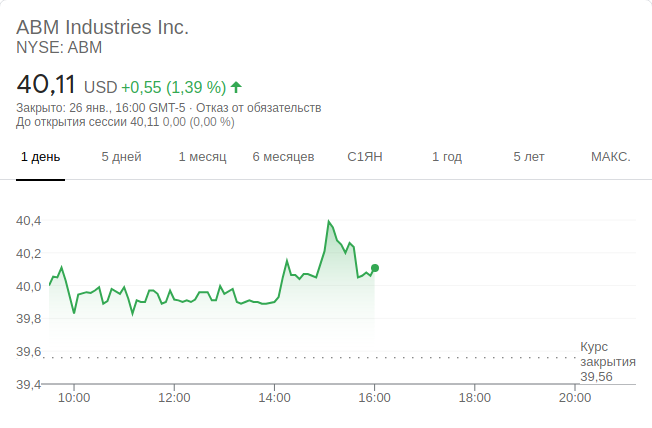 ABM Industries Inc.
NYSE: ABM
40,11 USD +0,55 (1,39 %)
Закрыто: 26 янв., 16:00 GMT-5 · Отказ от обязательств
До открытия сессии 40,11 0,00 (0,00 %)
1 день 5 дней 1 месяц 6 месяцев С1ЯН 1 год 5 лет МАКС.
40,4
40,2
40,0
39,8
39,6
39,4
Курс
закрытия
39,56
10:00 12:00 14:00 16:00 18:00 20:00